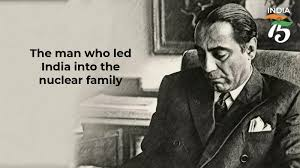 The man who led
India into the
nuclear family
INDIA
75